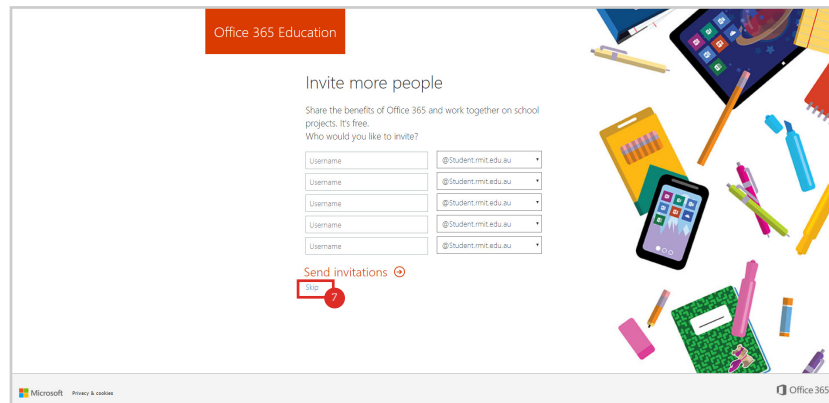 Office 365 Education
Invite more people
Share the benefits of Office 365 and work together on school
projects. It's free.
Who would you like to invite?
Username @Student.rmit.edu.au
Username @Student.rmit.edu.au
Username @Student.rmit.edu.au
Username @Student.rmit.edu.au
Username @Student.rmit.edu.au
Send invitations
Skip
7
Microsoft Privacy & cookies
Office 365